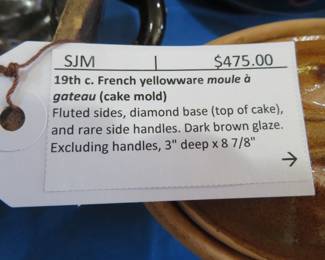 SJM | $475.00
19th c. French yellowware moule à
gateau (cake mold)
Fluted sides, diamond base (top of cake),
and rare side handles. Dark brown glaze.
Excluding handles, 3" deep x 8 7/8"
→